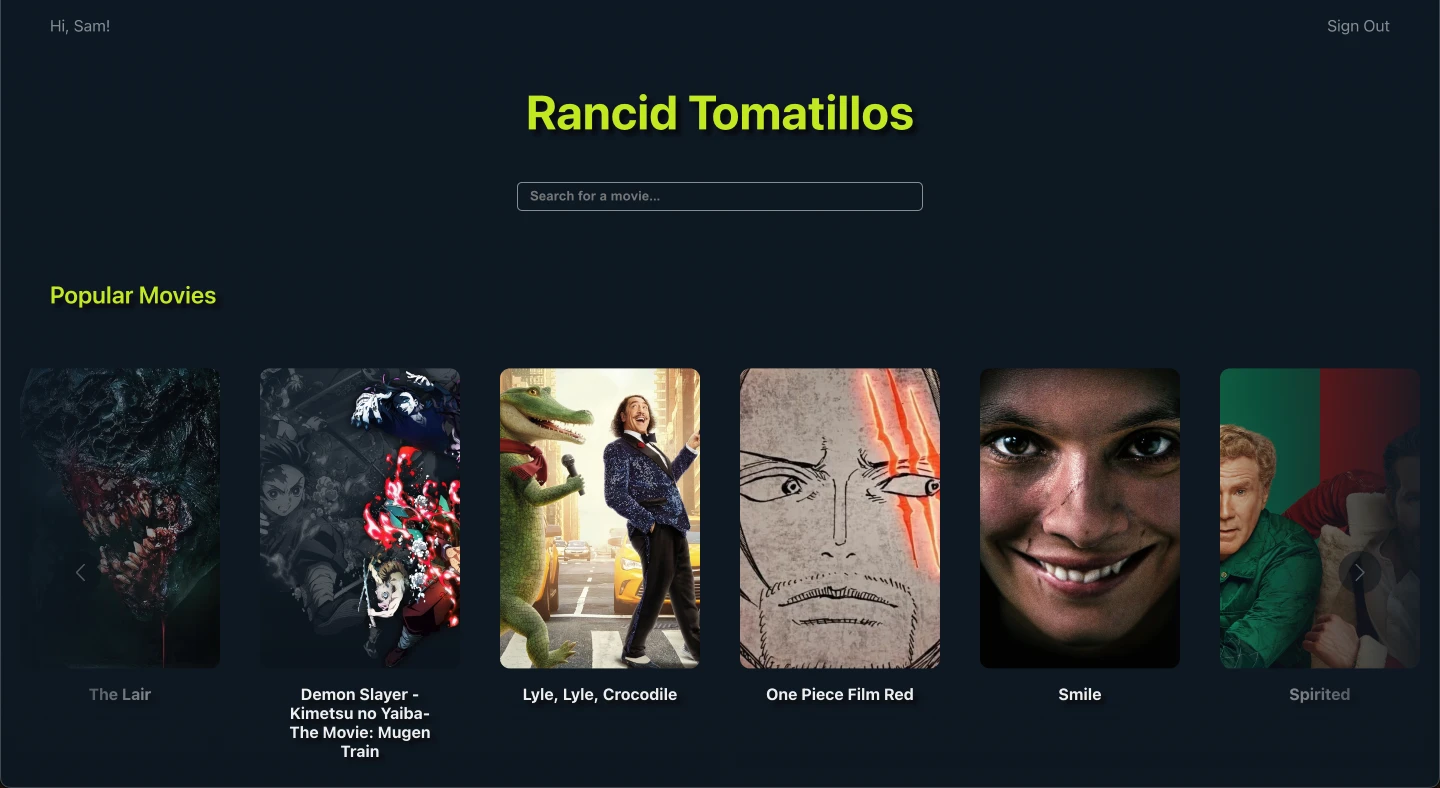 Hi, Sam!
Sign Out
Rancid Tomatillos
Search for a movie...
Popular Movies
The Lair
Demon Slayer -
Kimetsu no Yaiba-
The Movie: Mugen
Train
Lyle, Lyle, Crocodile
One Piece Film Red
Smile
Spirited